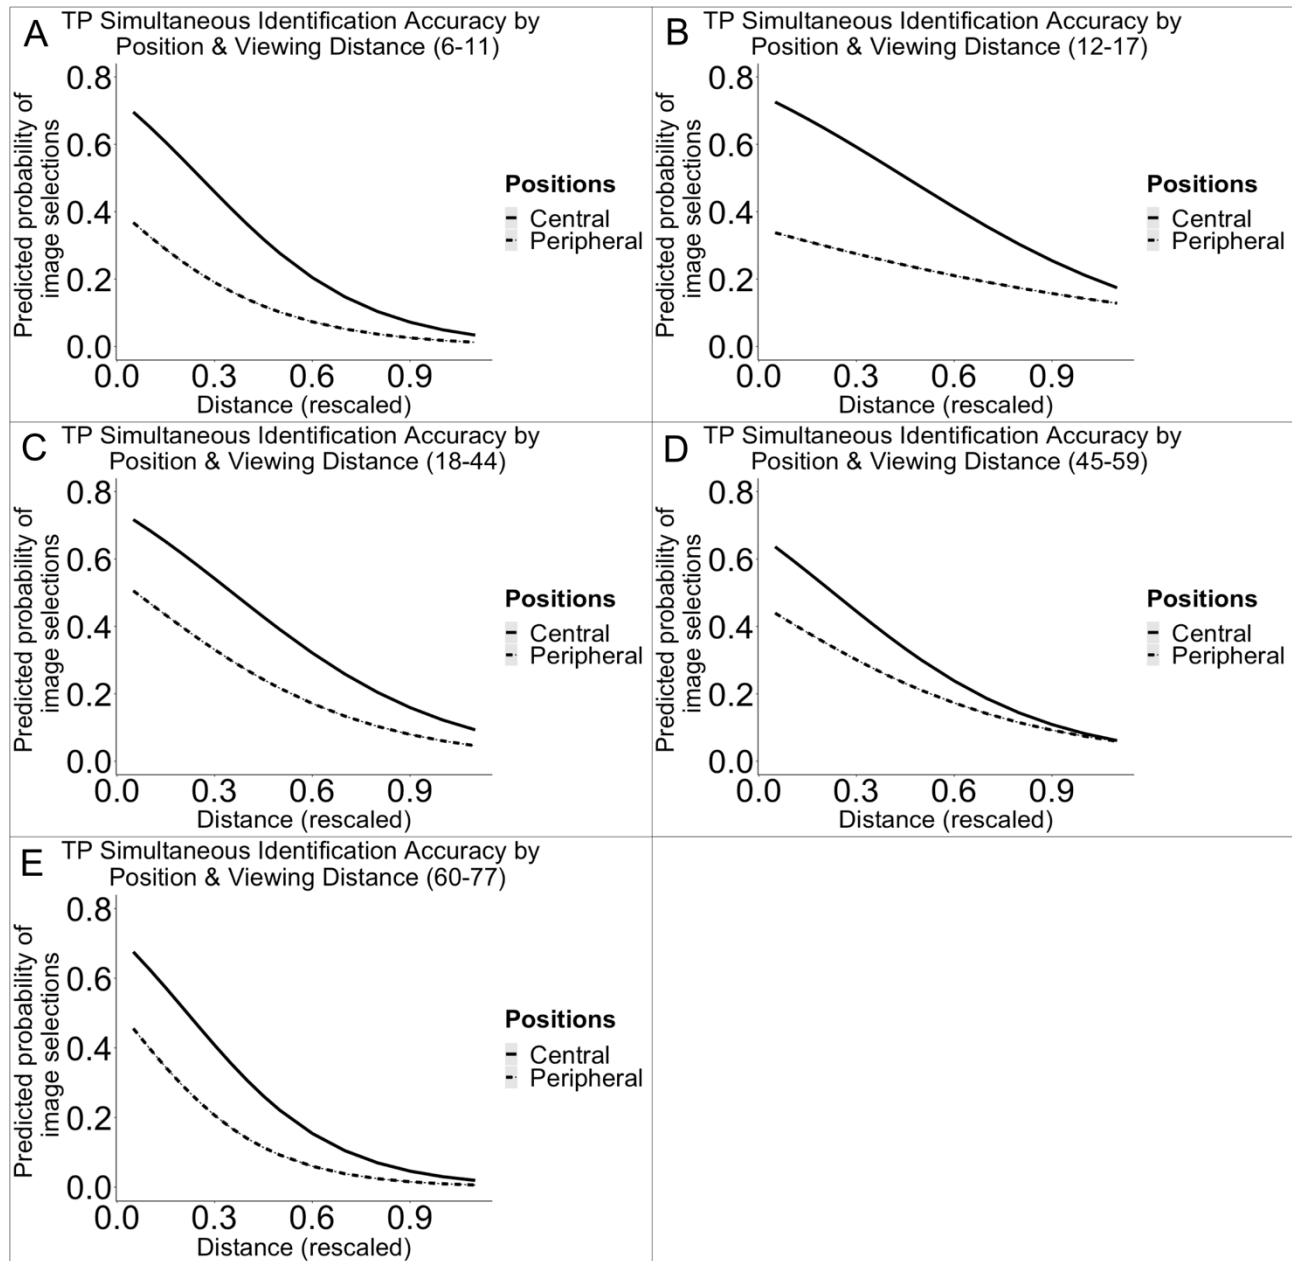 A
TP Simultaneous Identification Accuracy by
Position & Viewing Distance (6-11)
Predicted probability of
image selections
0.8
0.6
0.4
0.2
0.0
0.0 0.3 0.6 0.9
Distance (rescaled)
Positions
Central
Peripheral
B
TP Simultaneous Identification Accuracy by
Position & Viewing Distance (12-17)
Predicted probability of
image selections
0.8
0.6
0.4
0.2
0.0
0.0 0.3 0.6 0.9
Distance (rescaled)
Positions
Central
Peripheral
C
TP Simultaneous Identification Accuracy by
Position & Viewing Distance (18-44)
Predicted probability of
image selections
0.8
0.6
0.4
0.2
0.0
0.0 0.3 0.6 0.9
Distance (rescaled)
Positions
Central
Peripheral
D
TP Simultaneous Identification Accuracy by
Position & Viewing Distance (45-59)
Predicted probability of
image selections
0.8
0.6
0.4
0.2
0.0
0.0 0.3 0.6 0.9
Distance (rescaled)
Positions
Central
Peripheral
E
TP Simultaneous Identification Accuracy by
Position & Viewing Distance (60-77)
Predicted probability of
image selections
0.8
0.6
0.4
0.2
0.0
0.0 0.3 0.6 0.9
Distance (rescaled)
Positions
Central
Peripheral